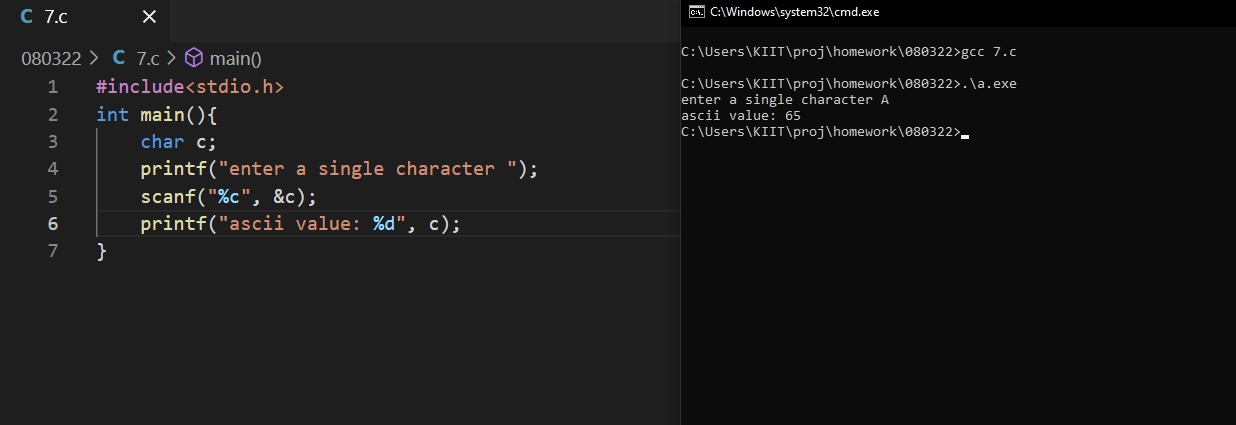 C 7.c ×
080322 > C 7.c > main()
1 #include<stdio.h>
2 int main(){
3     char c;
4     printf("enter a single character ");
5     scanf("%c", &c);
6     printf("ascii value: %d", c);
7 }
C:\Windows\system32\cmd.exe
C:\Users\KIIT\proj\homework\080322>gcc 7.c
C:\Users\KIIT\proj\homework\080322>.\a.exe
enter a single character A
ascii value: 65
C:\Users\KIIT\proj\homework\080322>